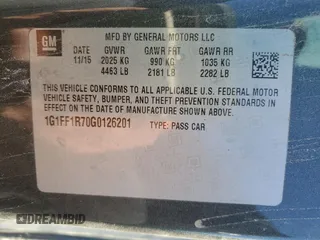 GM
MFD BY GENERAL MOTORS LLC
DATE GVWR GAWR FRT GAWR RR
11/15 2025 KG 990 KG 1035 KG
4463 LB 2181 LB 2282 LB
THIS VEHICLE CONFORMS TO ALL APPLICABLE U.S. FEDERAL MOTOR
VEHICLE SAFETY, BUMPER, AND THEFT PREVENTION STANDARDS IN
EFFECT ON THE DATE OF MANUFACTURE SHOWN ABOVE.
1G1FF1R70G0126201 TYPE: PASS CAR
DREAMBID